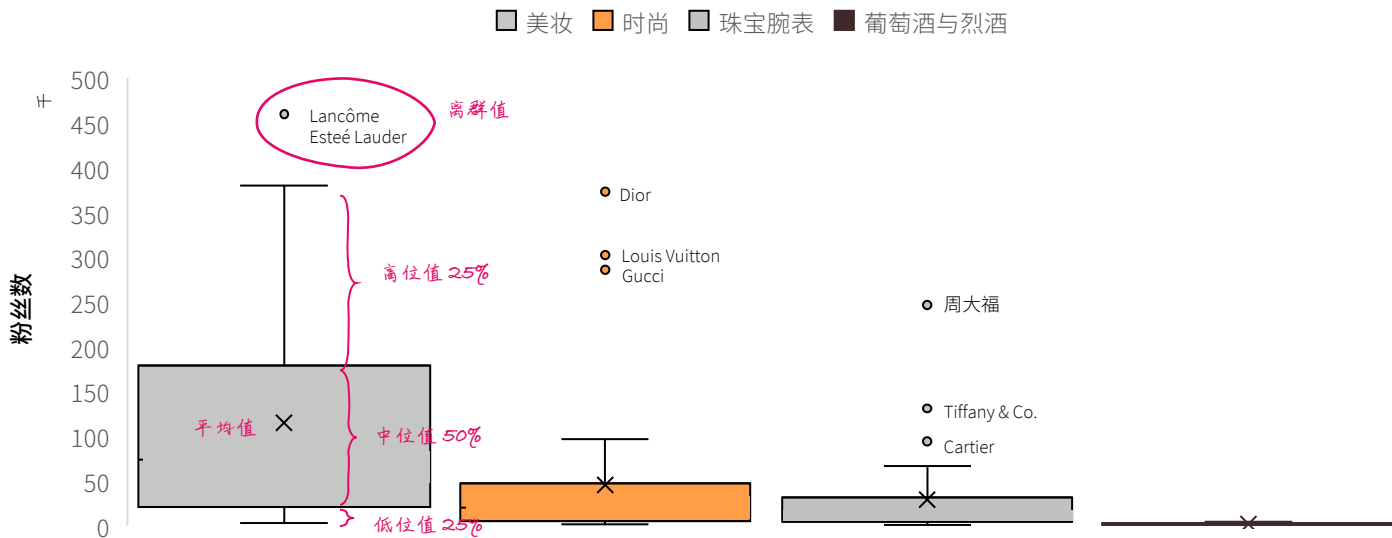 美妆 时尚 珠宝腕表 葡萄酒与烈酒
千
粉丝数
500
450
400
350
300
250
200
150
100
50
0
Lancôme
Esteé Lauder
离群值
高位值 25%
平均值
中位值 50%
低位值 25%
Dior
Louis Vuitton
Gucci
周大福
Tiffany & Co.
Cartier